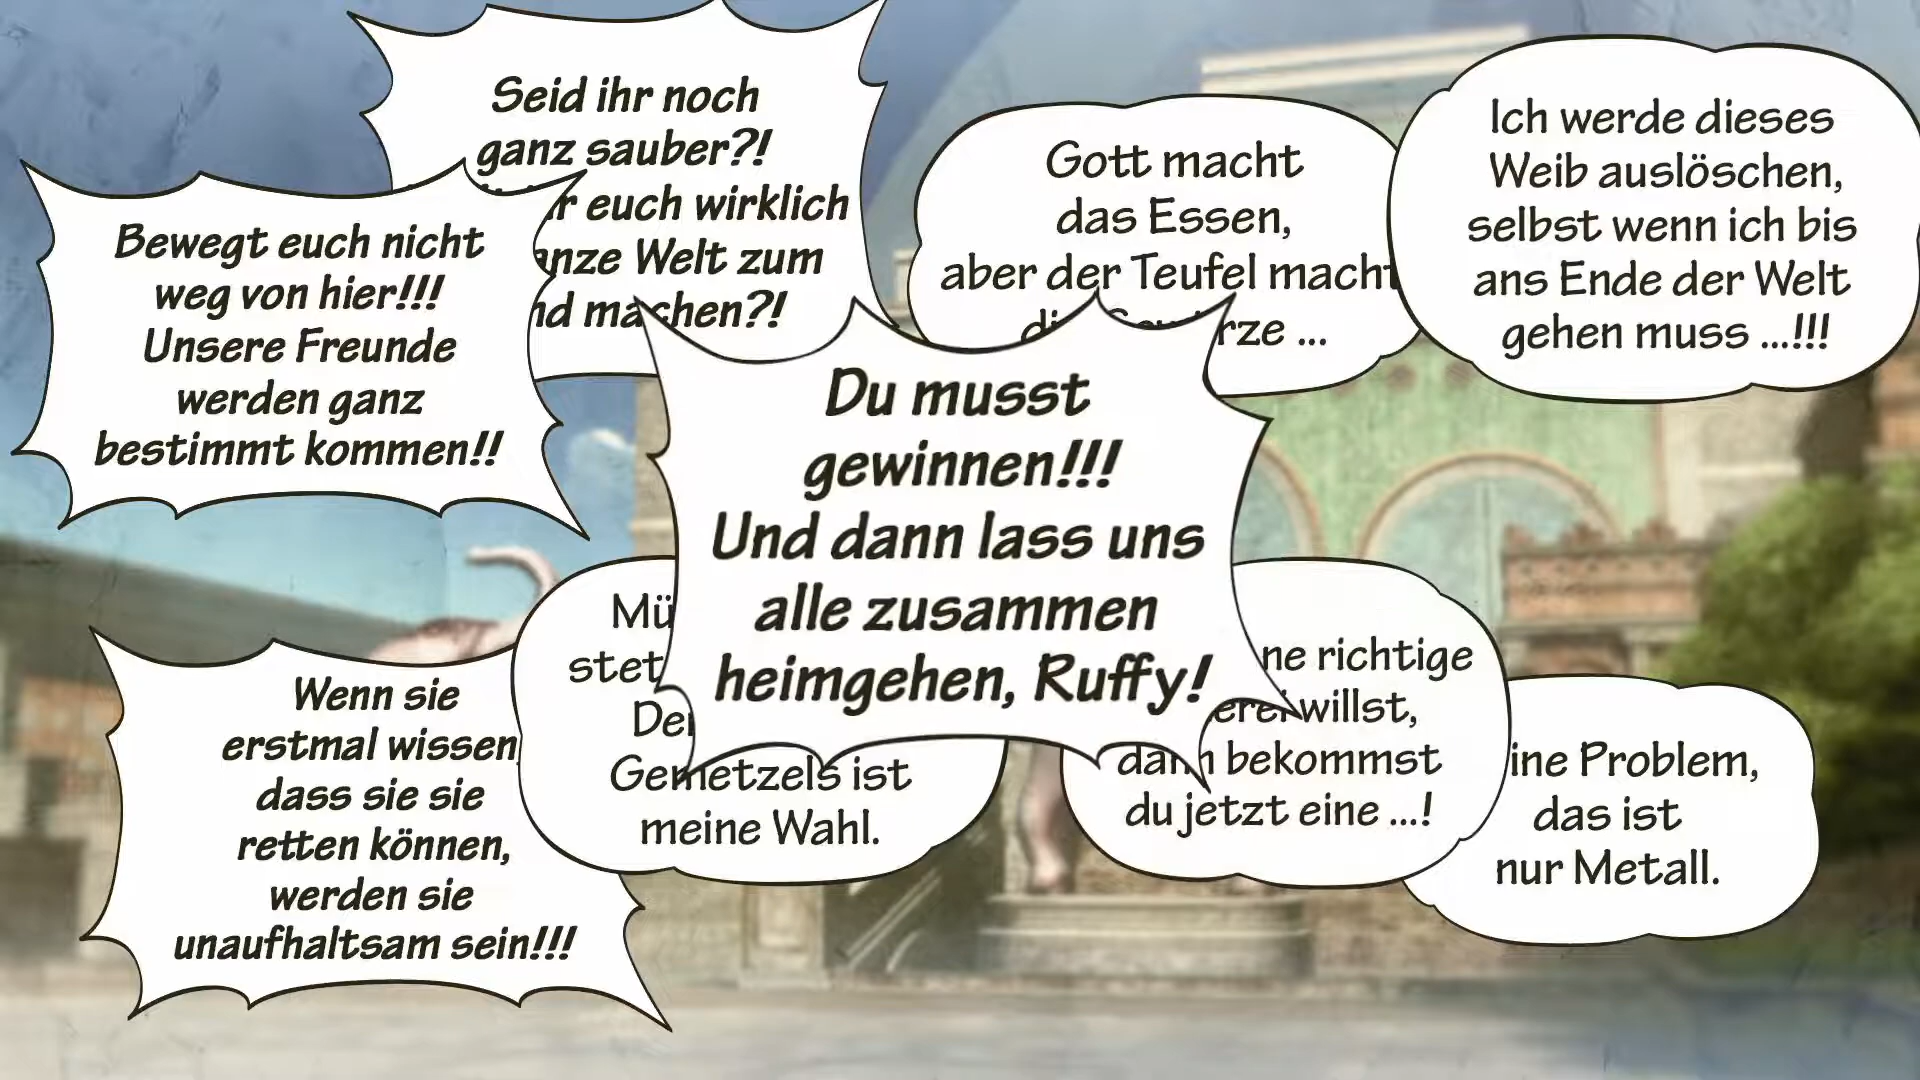 Seid ihr noch
ganz sauber?!
euch wirklich
Welt zum
machen?!
Bewegt euch nicht
weg von hier!!!
Unsere Freunde
werden ganz
bestimmt kommen!!
Gott macht
das Essen,
aber der Teufel macht
...
Ich werde dieses
Weib auslöschen,
selbst wenn ich bis
ans Ende der Welt
gehen muss ...!!!
Du musst
gewinnen!!!
Und dann lass uns
alle zusammen
heimgehen, Ruffy!
Wenn sie
erstmal wissen,
dass sie sie
retten können,
werden sie
unaufhaltsam sein!!!
Gemetzels ist
meine Wahl.
richtige
willst,
dann bekommst
du jetzt eine ...!
Problem,
das ist
nur Metall.